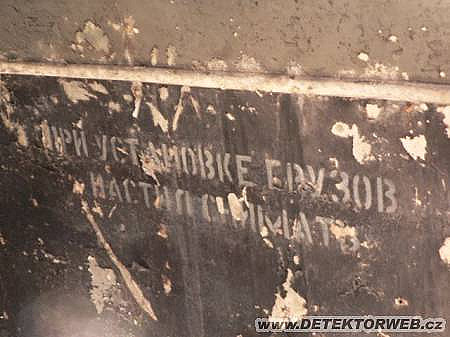 ПРИ УСТАНОВКЕ ГРУЗОВ
НАСТИЛ СНИМАТЬ
WWW.DETEKTORWEB.cz